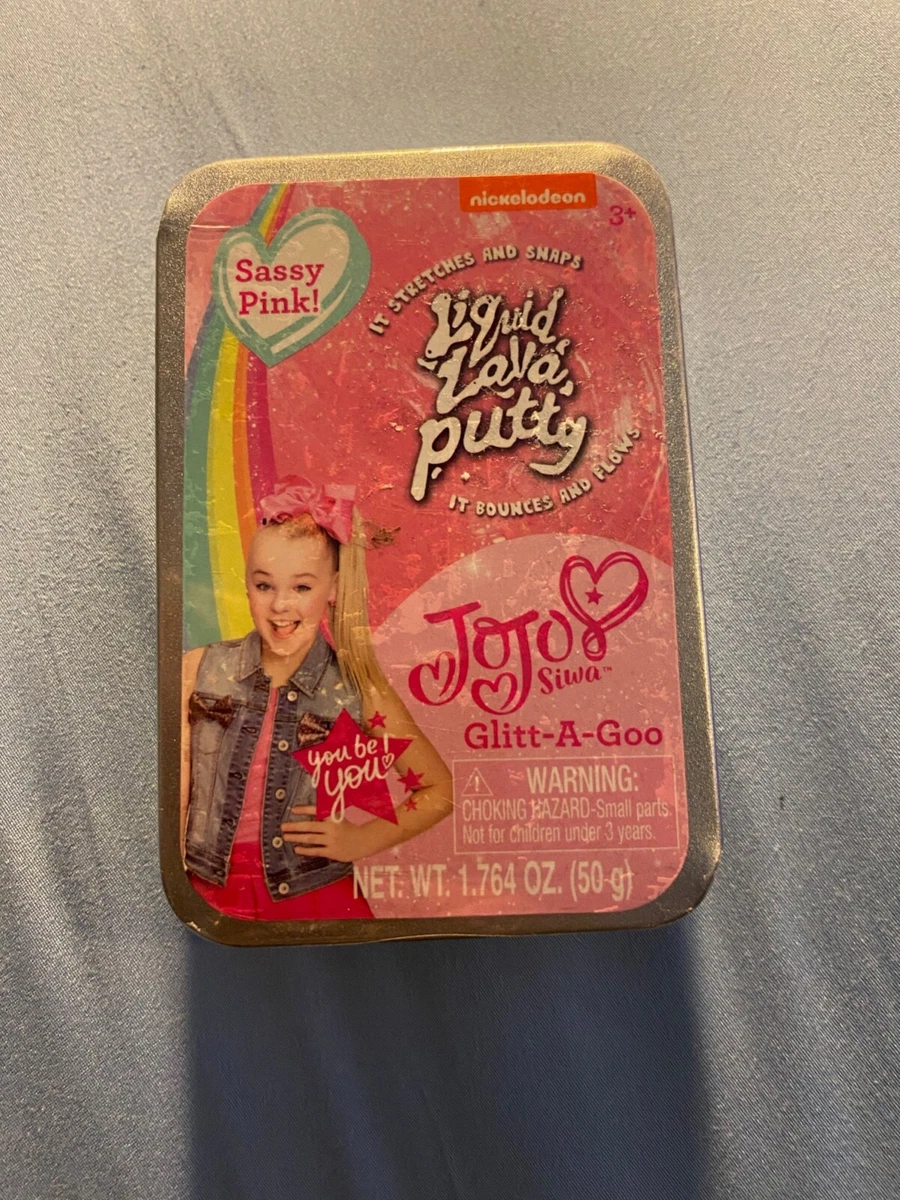 nickelodeon
3+
Sassy
Pink!
IT STRETCHES AND SNAPS
Liquid
Lava
Putty
IT BOUNCES AND FLOWS
JoJo
Siwa™
Glitt-A-Goo
you be!
you
WARNING:
CHOKING HAZARD-Small parts.
Not for children under 3 years.
NET. WT. 1.764 OZ. (50 g)